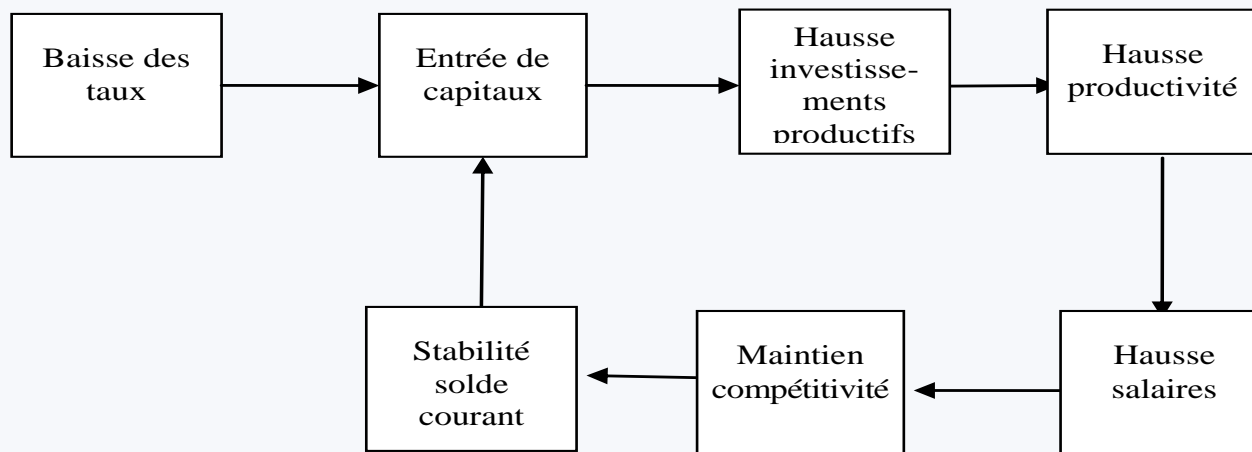 Baisse des
taux
Entrée de
capitaux
Hausse
investisse-
ments
productifs
Hausse
productivité
Stabilité
solde
courant
Maintien
compétitivité
Hausse
salaires